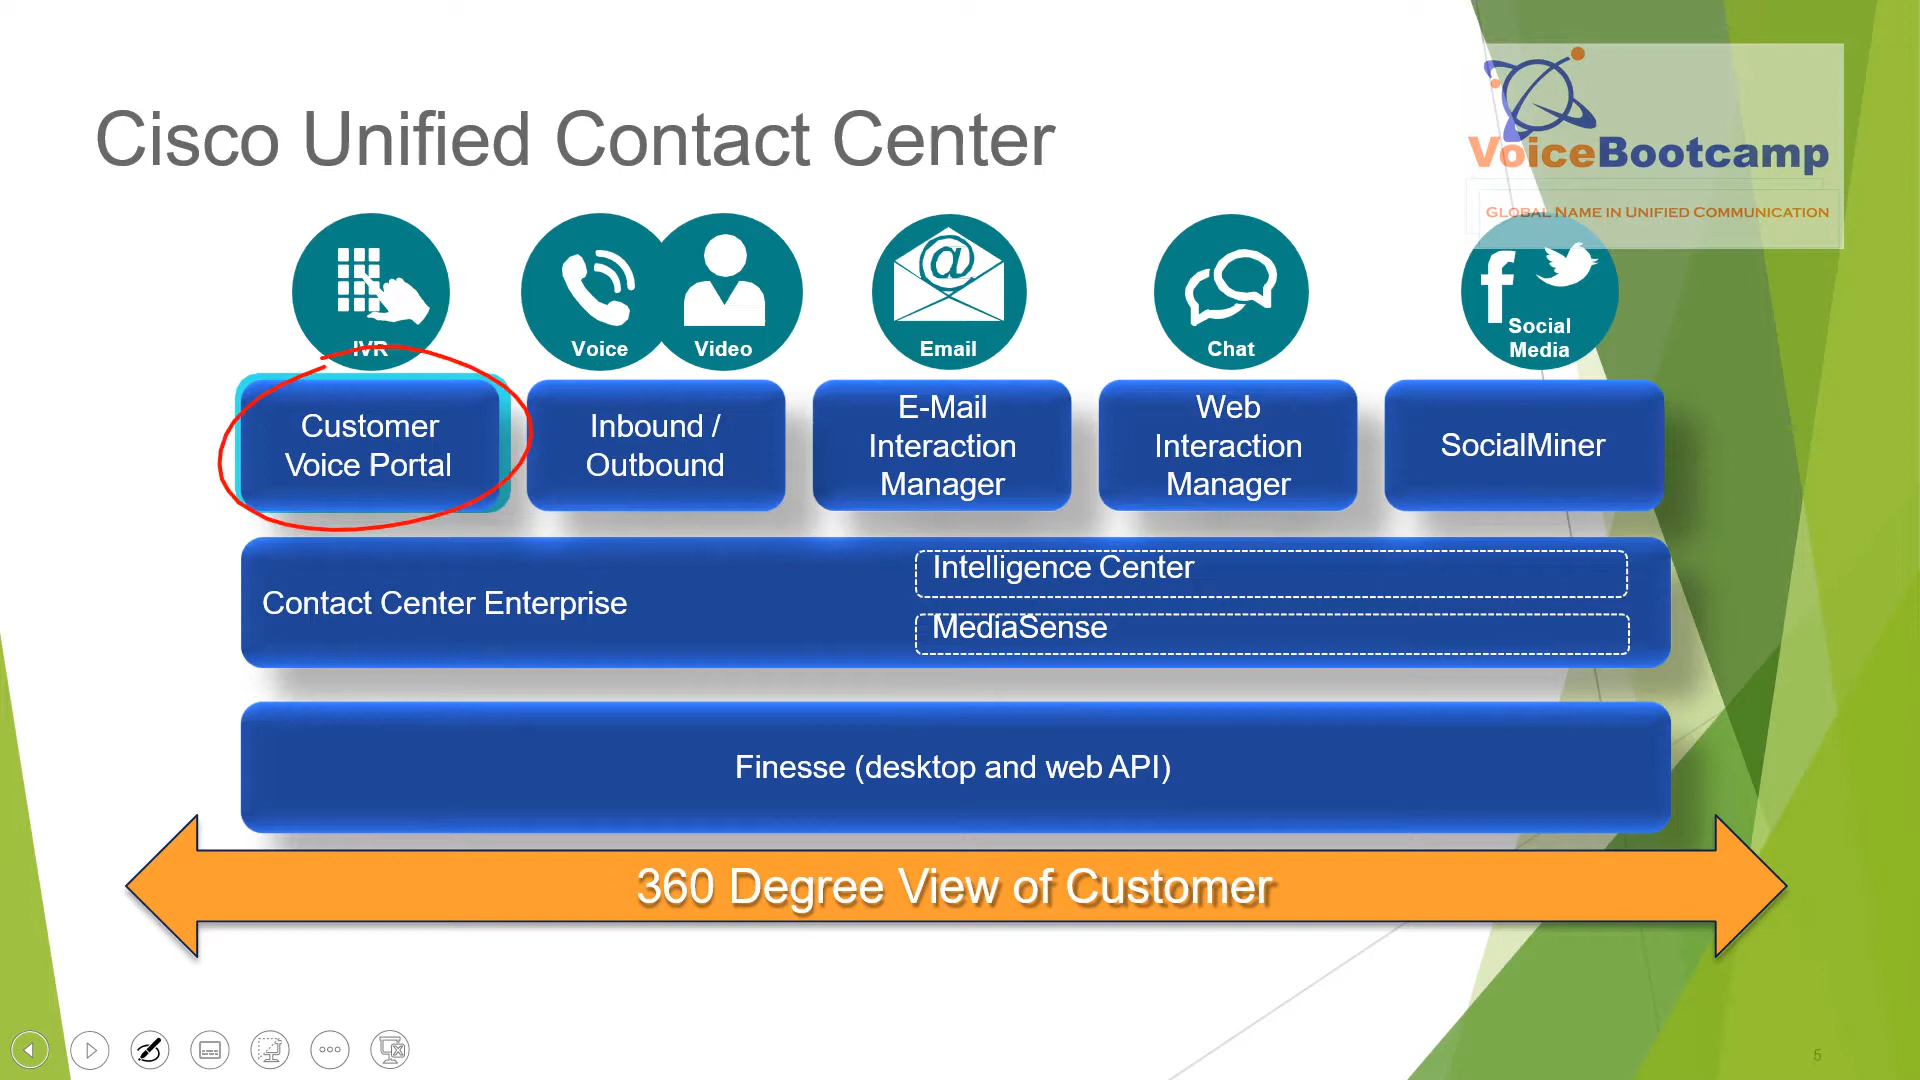 Cisco Unified Contact Center
VoiceBootcamp
GLOBAL NAME IN UNIFIED COMMUNICATION
IVR
Voice
Video
Email
Chat
Social
Media
Customer
Voice Portal
Inbound /
Outbound
E-Mail
Interaction
Manager
Web
Interaction
Manager
SocialMiner
Contact Center Enterprise
Intelligence Center
MediaSense
Finesse (desktop and web API)
360 Degree View of Customer
5